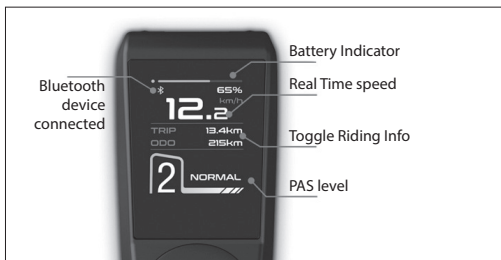 Battery Indicator
65%
Real Time speed
Bluetooth
device
connected
km/h
12.2
TRIP 13.4km
ODO 215km
Toggle Riding Info
2 NORMAL
PAS level